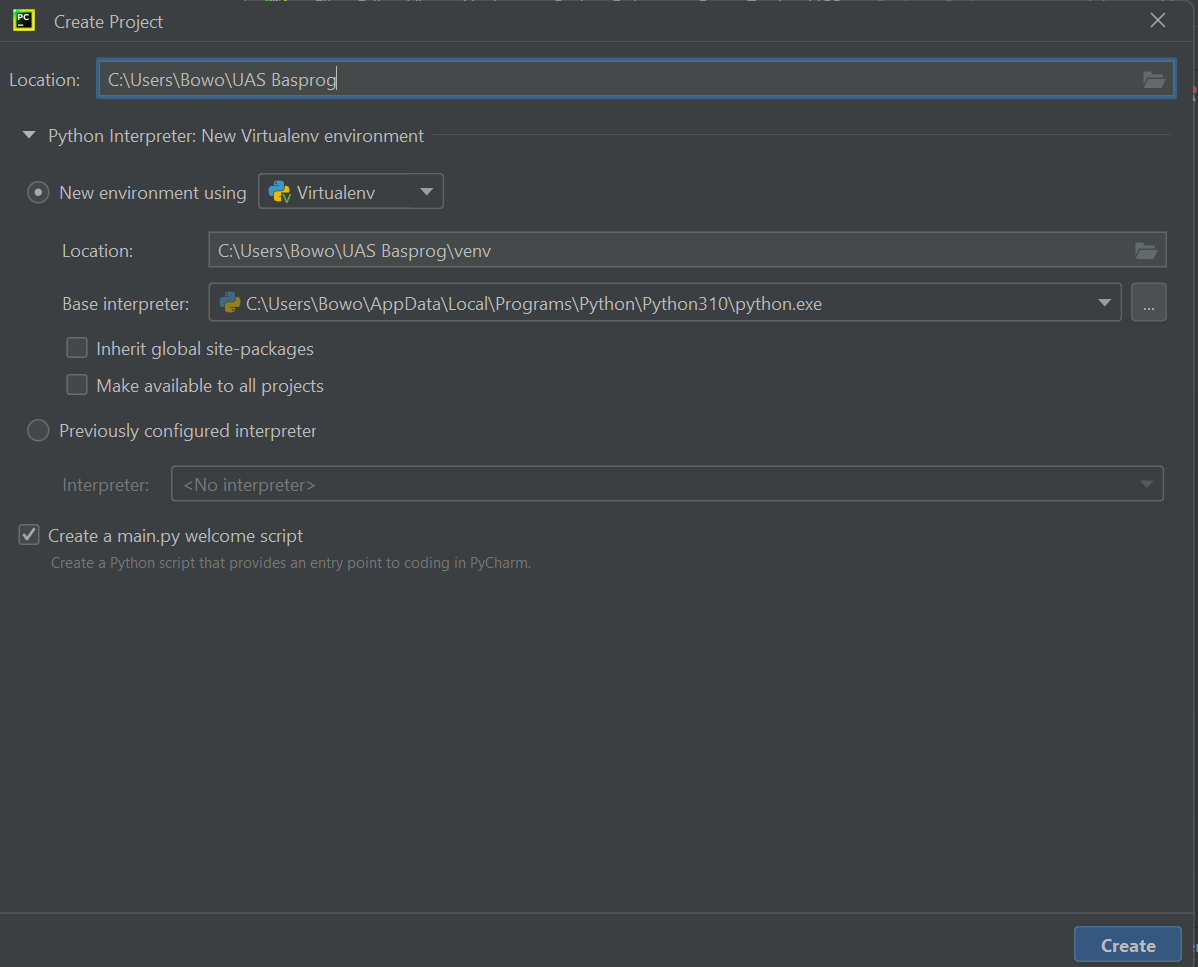 PC
Create Project
Location: C:\Users\Bowo\UAS Basprog
Python Interpreter: New Virtualenv environment
New environment using Virtualenv
Location: C:\Users\Bowo\UAS Basprog\venv
Base interpreter: C:\Users\Bowo\AppData\Local\Programs\Python\Python310\python.exe ...
Inherit global site-packages
Make available to all projects
Previously configured interpreter
Interpreter: <No interpreter>
Create a main.py welcome script
Create a Python script that provides an entry point to coding in PyCharm.
Create